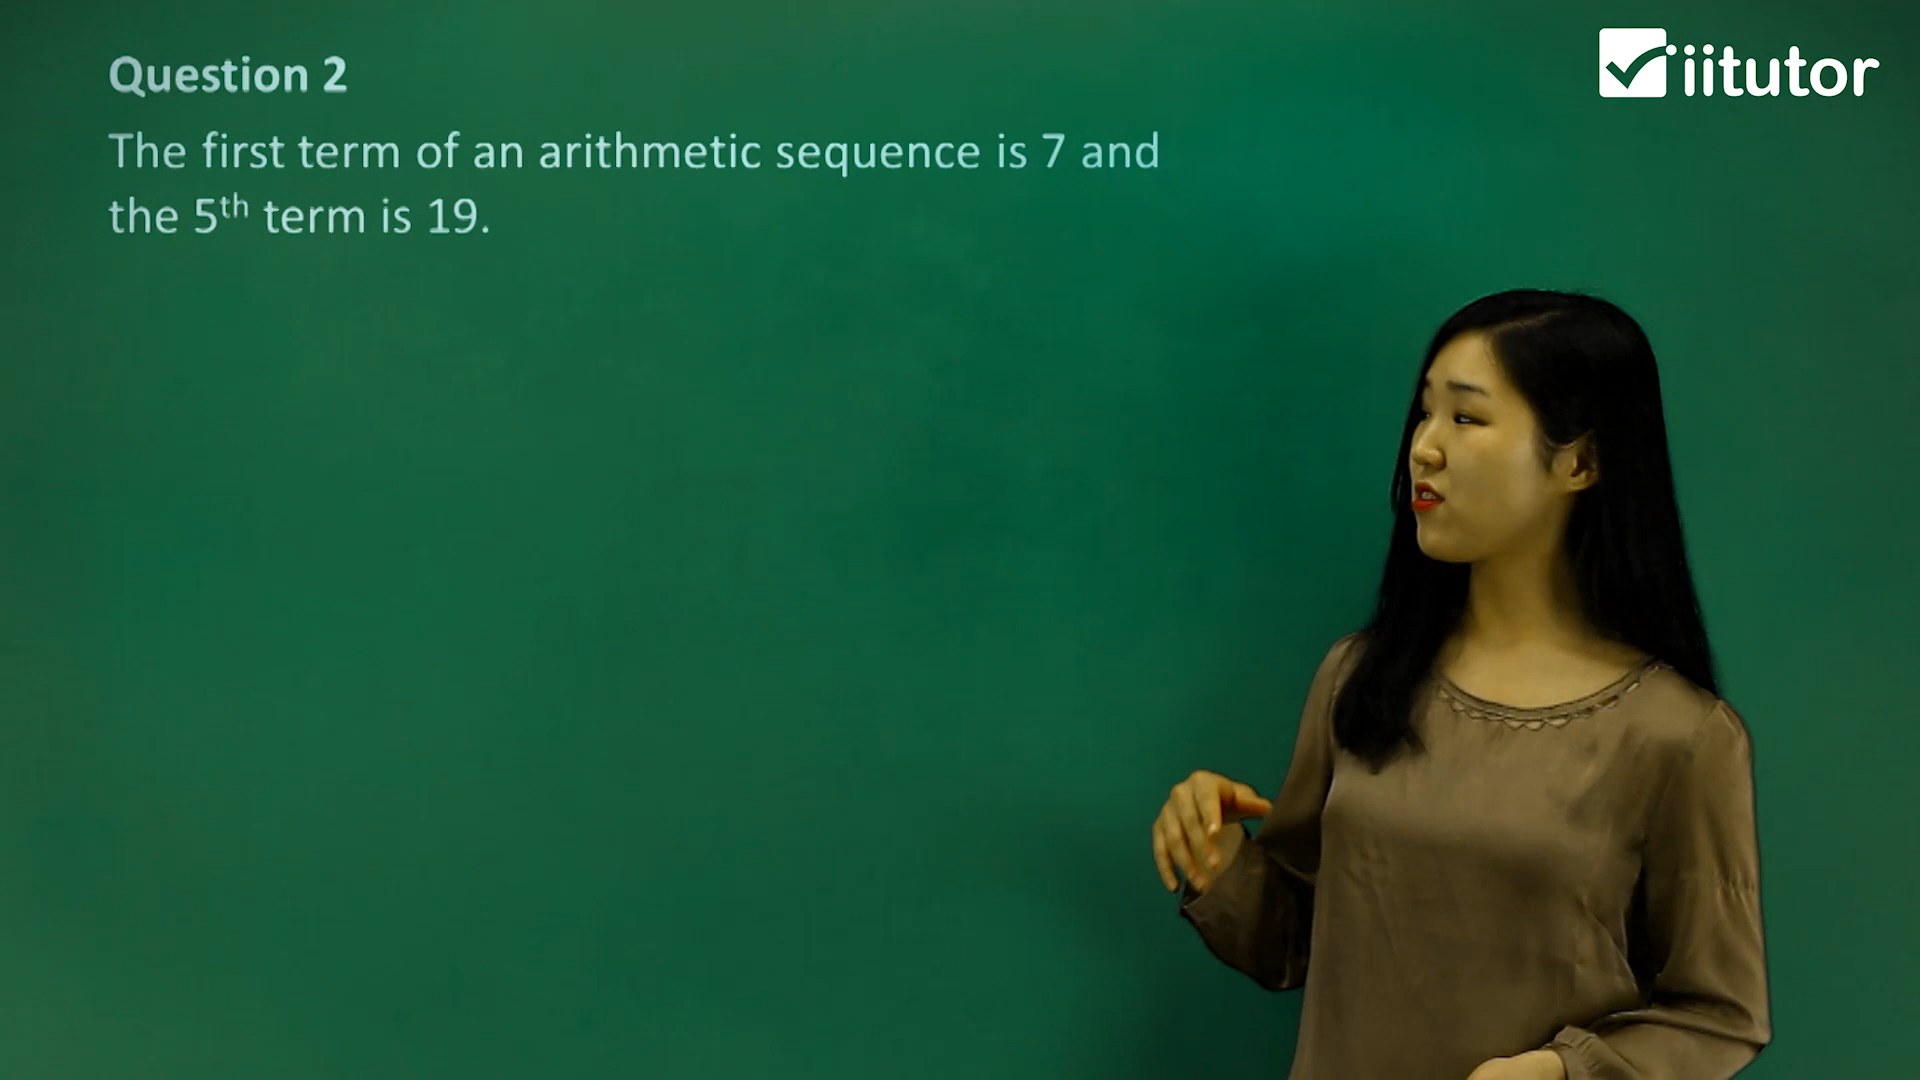 Question 2
iitutor
The first term of an arithmetic sequence is 7 and
the 5th term is 19.